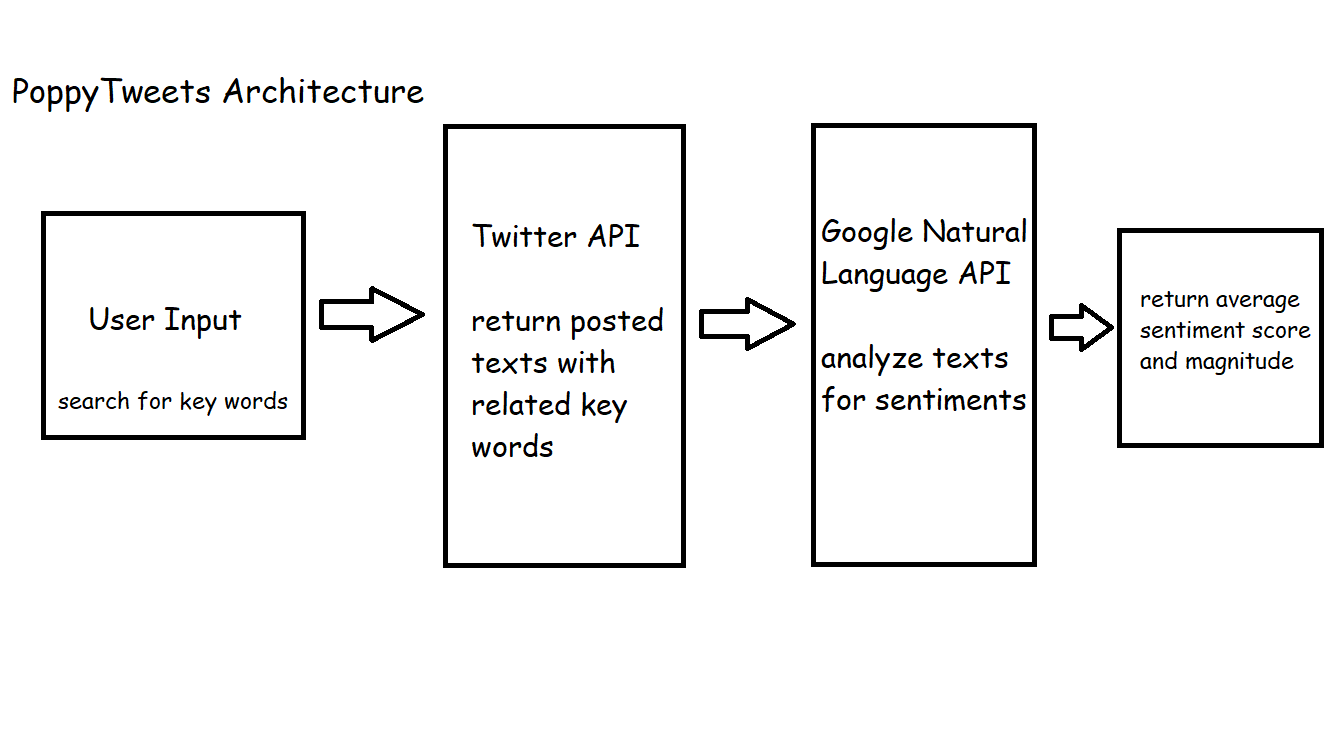 PoppyTweets Architecture
User Input
search for key words
Twitter API
return posted
texts with
related key
words
Google Natural
Language API
analyze texts
for sentiments
return average
sentiment score
and magnitude